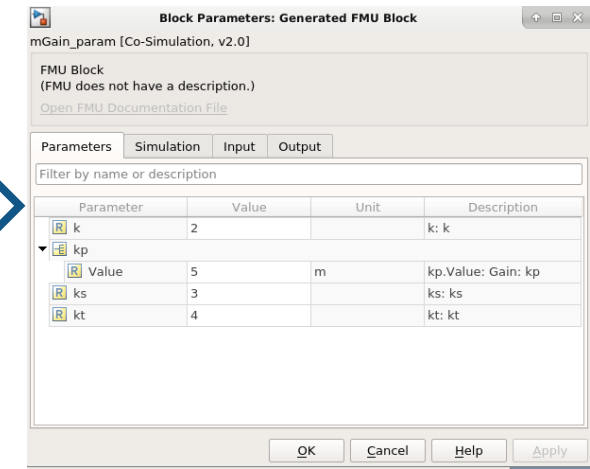 Block Parameters: Generated FMU Block
mGain_param [Co-Simulation, v2.0]
FMU Block
(FMU does not have a description.)
Open FMU Documentation File
Parameters Simulation Input Output
Filter by name or description
Parameter Value Unit Description
R k 2 k: k
kp
R Value 5 m kp.Value: Gain: kp
R ks 3 ks: ks
R kt 4 kt: kt
OK Cancel Help Apply